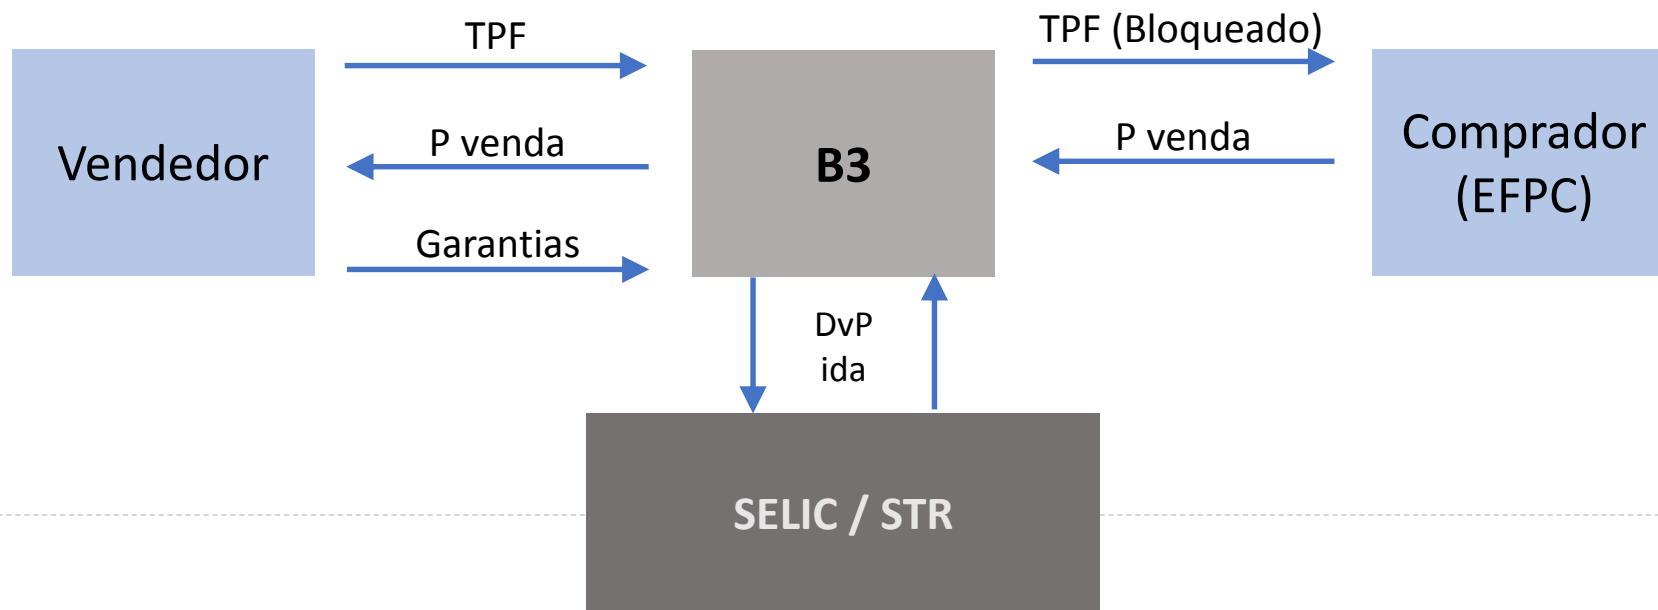 TPF
TPF (Bloqueado)
Vendedor
P venda
B3
P venda
Comprador
(EFPC)
Garantias
DvP
ida
SELIC / STR